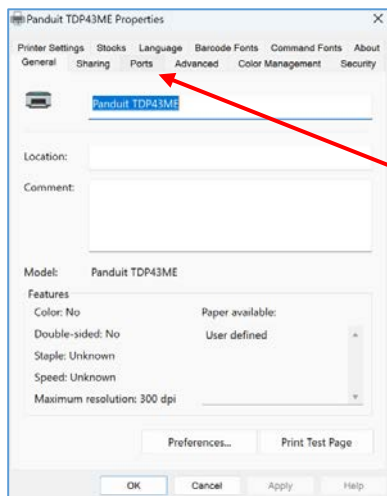 Panduit TDP43ME Properties
Printer Settings Stocks Language Barcode Fonts Command Fonts About
General Sharing Ports Advanced Color Management Security
Panduit TDP43ME
Location:
Comment:
Model: Panduit TDP43ME
Features
Color: No Paper available:
Double-sided: No User defined
Staple: Unknown
Speed: Unknown
Maximum resolution: 300 dpi
Preferences... Print Test Page
OK Cancel Apply Help